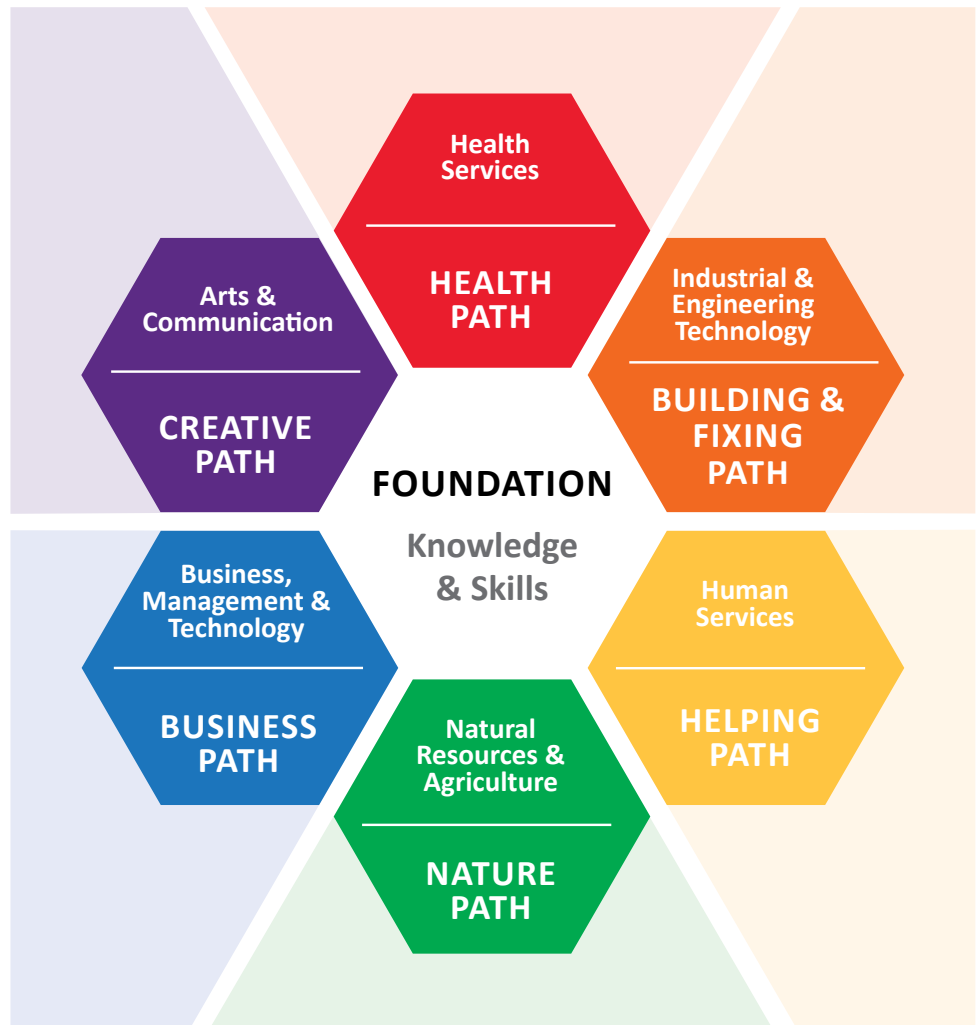 Health
Services
HEALTH
PATH
Arts &
Communication
CREATIVE
PATH
Industrial &
Engineering
Technology
BUILDING &
FIXING
PATH
FOUNDATION
Knowledge
& Skills
Business,
Management &
Technology
BUSINESS
PATH
Human
Services
HELPING
PATH
Natural
Resources &
Agriculture
NATURE
PATH